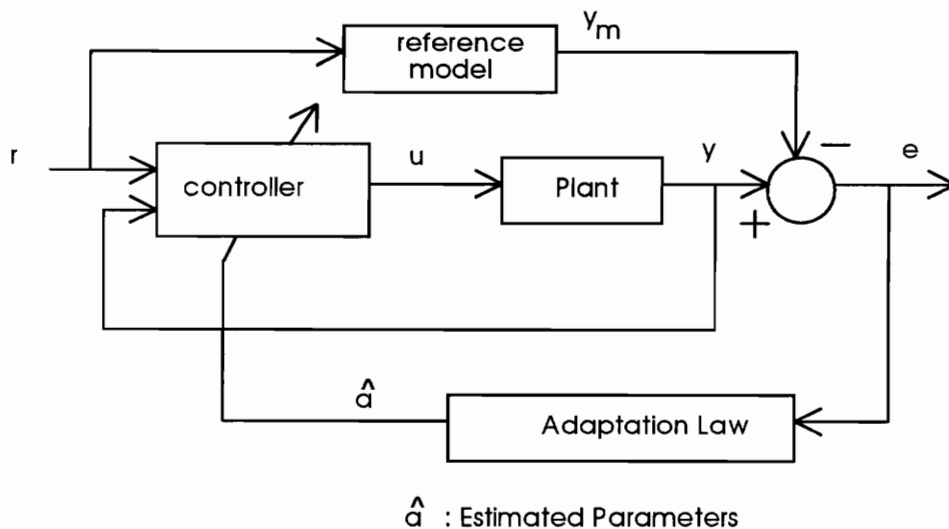 y_m
reference
model
r
controller
u
Plant
y
−
e
+
â
Adaptation Law
â : Estimated Parameters